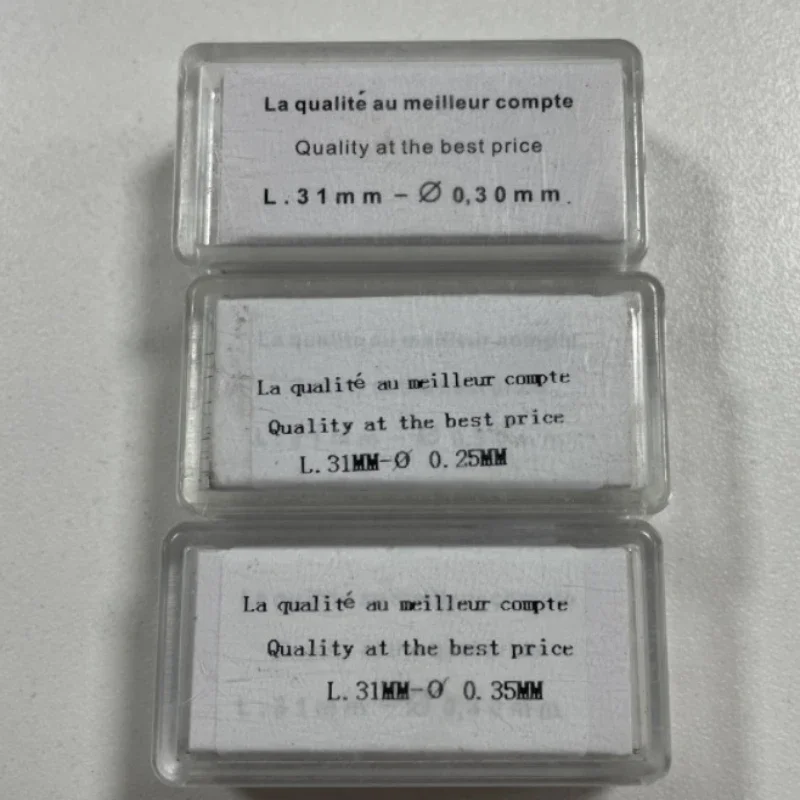 La qualité au meilleur compte
Quality at the best price
L.31mm – Ø 0,30mm.
La qualité au meilleur compte
Quality at the best price
L.31MM-Ø 0.25MM
La qualité au meilleur compte
Quality at the best price
L.31MM-Ø 0.35MM